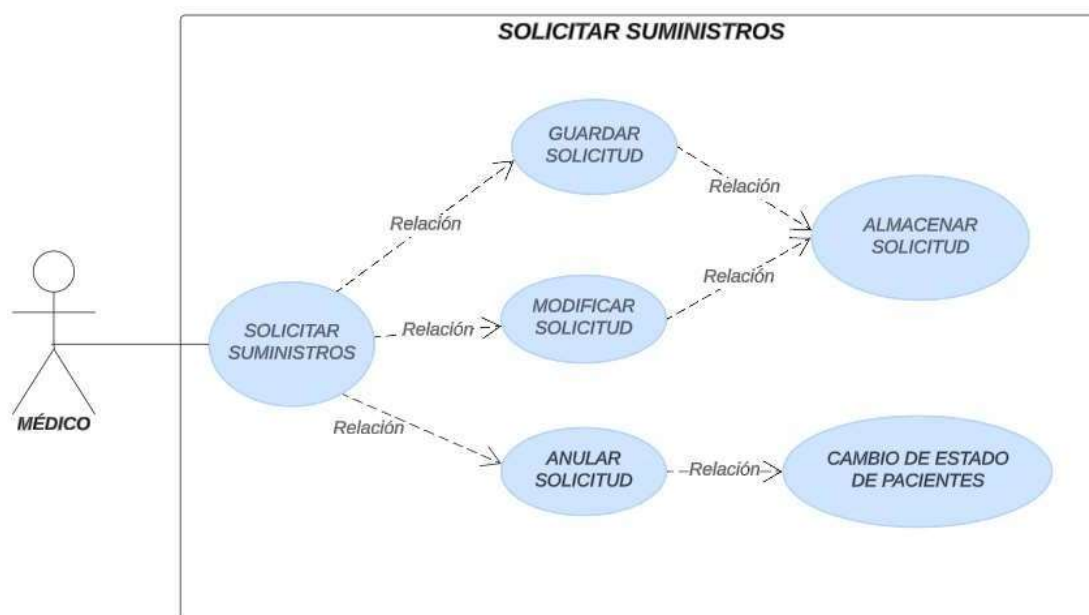 SOLICITAR SUMINISTROS
GUARDAR
SOLICITUD
Relación
Relación
ALMACENAR
SOLICITUD
Relación
MODIFICAR
SOLICITUD
Relación
SOLICITAR
SUMINISTROS
MÉDICO
Relación
ANULAR
SOLICITUD
Relación
CAMBIO DE ESTADO
DE PACIENTES